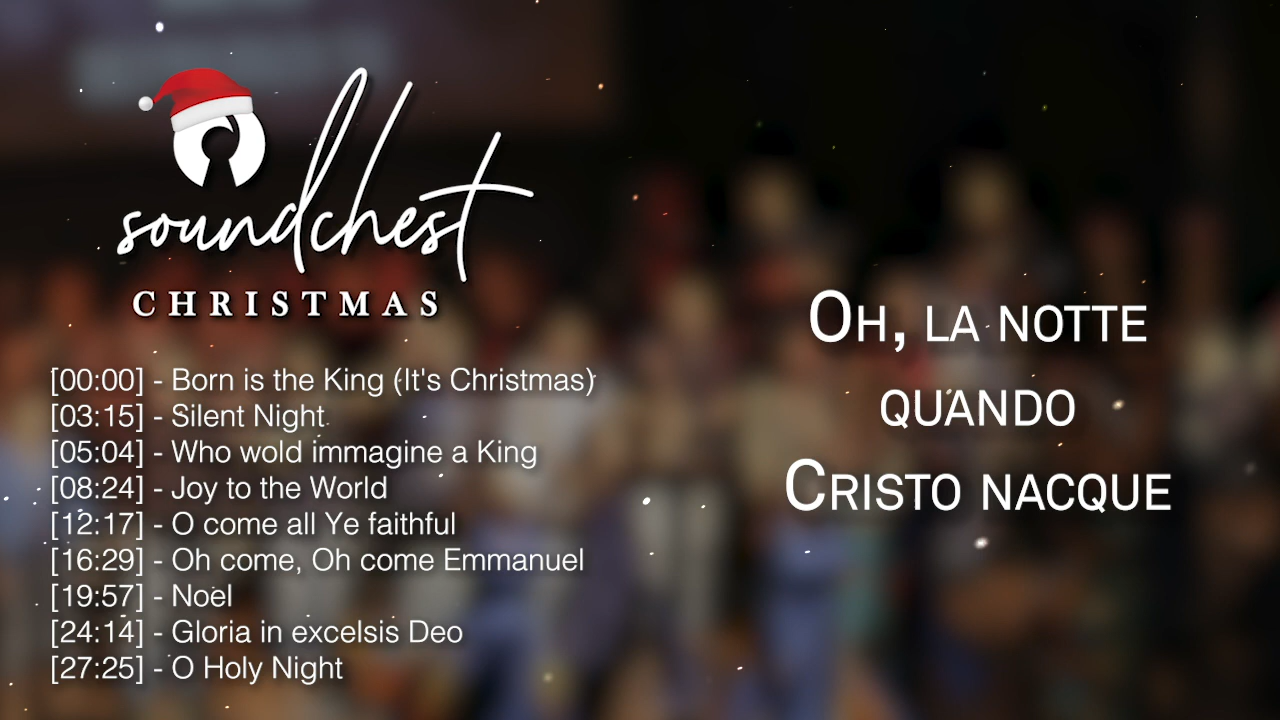 soundchest
CHRISTMAS
[00:00] - Born is the King (It's Christmas)
[03:15] - Silent Night
[05:04] - Who wold immagine a King
[08:24] - Joy to the World
[12:17] - O come all Ye faithful
[16:29] - Oh come, Oh come Emmanuel
[19:57] - Noel
[24:14] - Gloria in excelsis Deo
[27:25] - O Holy Night
Oh, la notte
quando
Cristo nacque